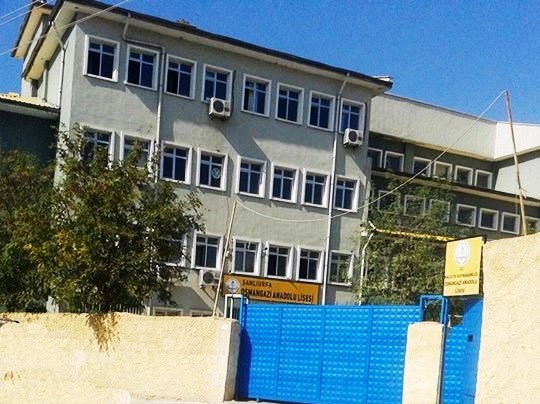 ŞANLIURFA
OSMANGAZİ ANADOLU LİSESİ
OSMANGAZİ ANADOLU
LİSESİ